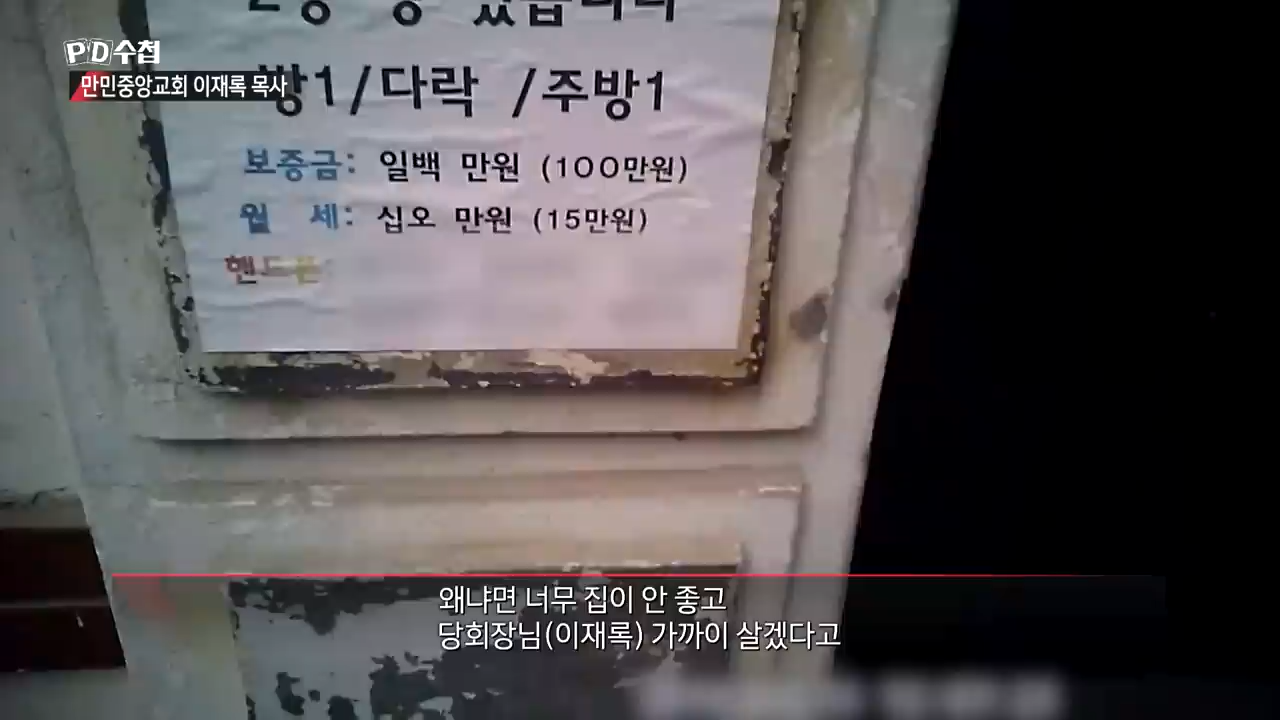 PD수첩
만민중앙교회 이재록 목사
방1/다락 /주방1
보증금: 일백 만원 (100만원)
월 세: 십오 만원 (15만원)
핸드폰:
왜냐면 너무 집이 안 좋고
당회장님(이재록) 가까이 살겠다고